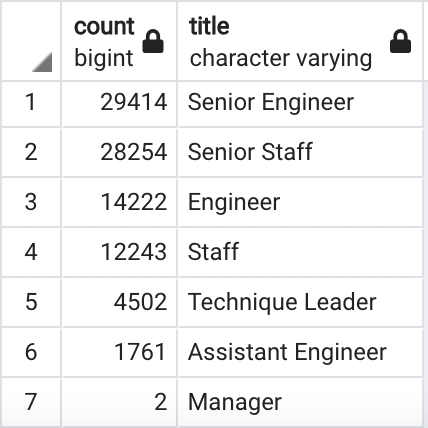 count title
bigint character varying
1 29414 Senior Engineer
2 28254 Senior Staff
3 14222 Engineer
4 12243 Staff
5 4502 Technique Leader
6 1761 Assistant Engineer
7 2 Manager